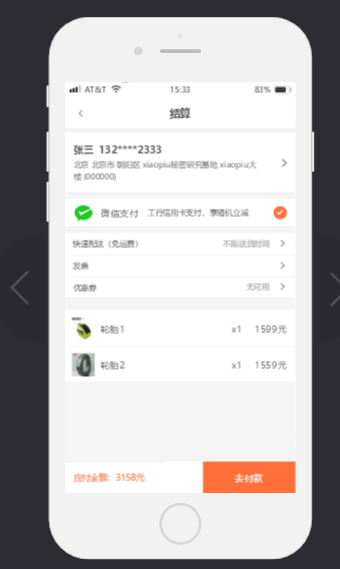 AT&T 15:33 83%
结算
张三 132****2333
北京 北京市 朝阳区 xiaopiu秘密研究基地 xiaopiu大
楼 (000000)
微信支付 工行信用卡支付、享随机立减
快速配送（免运费） 不限送货时间
发票
优惠券 无可用
轮胎1 x1 1599元
轮胎2 x1 1559元
应付金额: 3158元 去付款